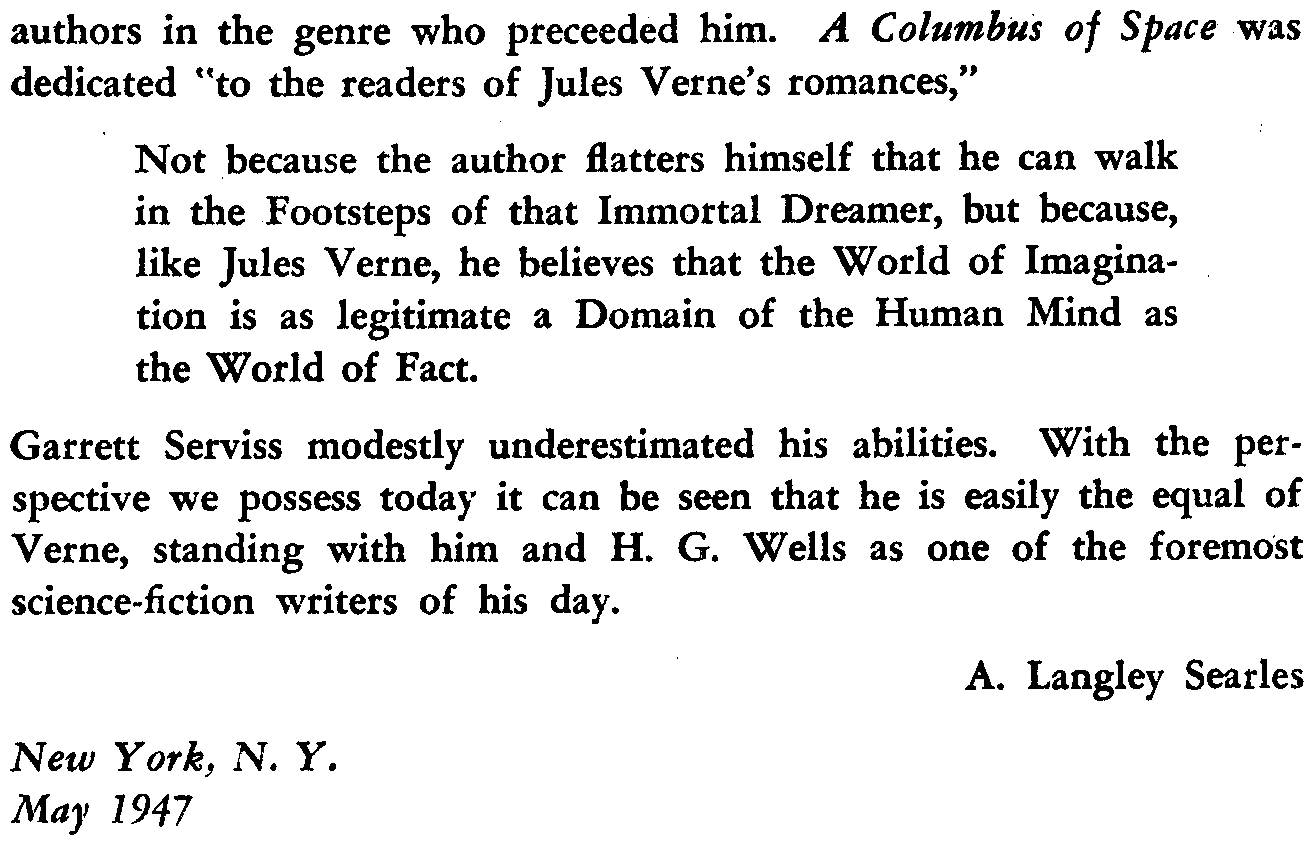 authors in the genre who preceeded him. A Columbus of Space was
dedicated "to the readers of Jules Verne's romances,"
Not because the author flatters himself that he can walk
in the Footsteps of that Immortal Dreamer, but because,
like Jules Verne, he believes that the World of Imagina-
tion is as legitimate a Domain of the Human Mind as
the World of Fact.
Garrett Serviss modestly underestimated his abilities. With the per-
spective we possess today it can be seen that he is easily the equal of
Verne, standing with him and H. G. Wells as one of the foremost
science-fiction writers of his day.
A. Langley Searles
New York, N. Y.
May 1947